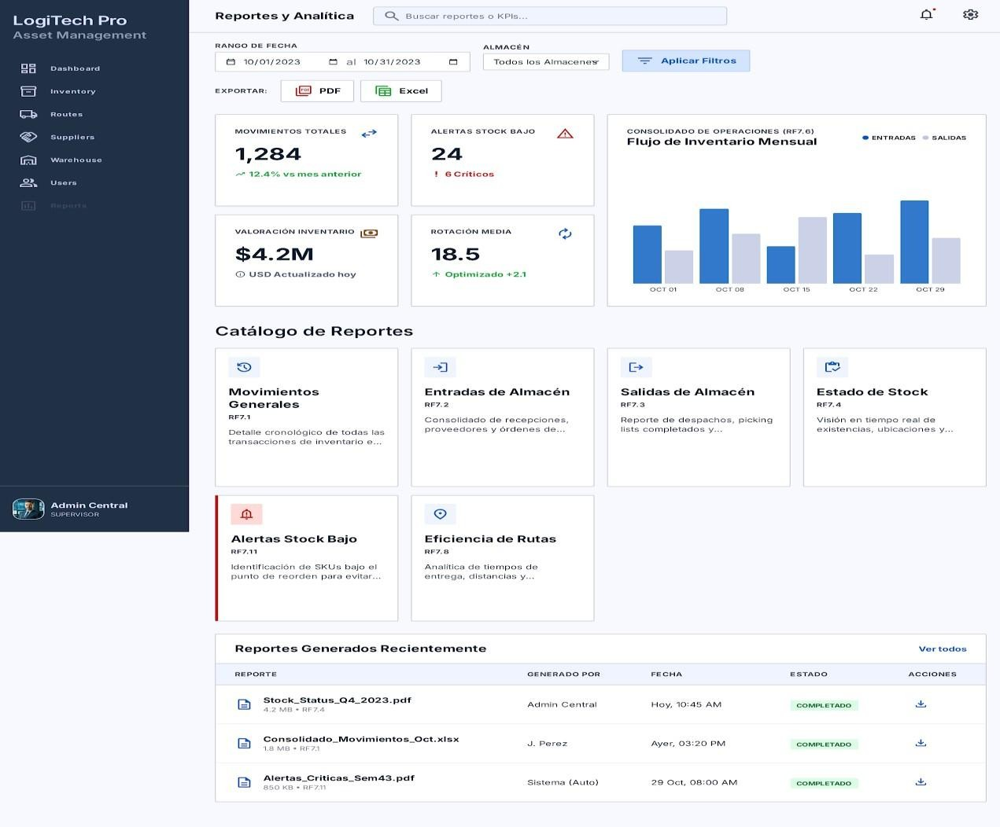 LogiTech Pro
Asset Management
Dashboard
Inventory
Routes
Suppliers
Warehouse
Users
Reports
Admin Central
SUPERVISOR
Reportes y Analítica
Buscar reportes o KPIs...
RANGO DE FECHA
10/01/2023 al 10/31/2023
ALMACÉN
Todos los Almacenes
Aplicar Filtros
EXPORTAR:
PDF
Excel
MOVIMIENTOS TOTALES
1,284
12.4% vs mes anterior
ALERTAS STOCK BAJO
24
! 6 Críticos
VALORACIÓN INVENTARIO
$4.2M
USD Actualizado hoy
ROTACIÓN MEDIA
18.5
Optimizado +2.1
CONSOLIDADO DE OPERACIONES (RF7.6)
Flujo de Inventario Mensual
ENTRADAS SALIDAS
OCT 01 OCT 08 OCT 15 OCT 22 OCT 29
Catálogo de Reportes
Movimientos
Generales
RF7.1
Detalle cronológico de todas las
transacciones de inventario e...
Entradas de Almacén
RF7.2
Consolidado de recepciones,
proveedores y órdenes de...
Salidas de Almacén
RF7.3
Reporte de despachos, picking
lists completados y...
Estado de Stock
RF7.4
Visión en tiempo real de
existencias, ubicaciones y...
Alertas Stock Bajo
RF7.11
Identificación de SKUs bajo el
punto de reorden para evitar...
Eficiencia de Rutas
RF7.8
Analítica de tiempos de
entrega, distancias y...
Reportes Generados Recientemente
Ver todos
REPORTE GENERADO POR FECHA ESTADO ACCIONES
Stock_Status_Q4_2023.pdf
4.2 MB • RF7.4
Admin Central
Hoy, 10:45 AM
COMPLETADO
Consolidado_Movimientos_Oct.xlsx
1.8 MB • RF7.1
J. Perez
Ayer, 03:20 PM
COMPLETADO
Alertas_Criticas_Sem43.pdf
850 KB • RF7.11
Sistema (Auto)
29 Oct, 08:00 AM
COMPLETADO